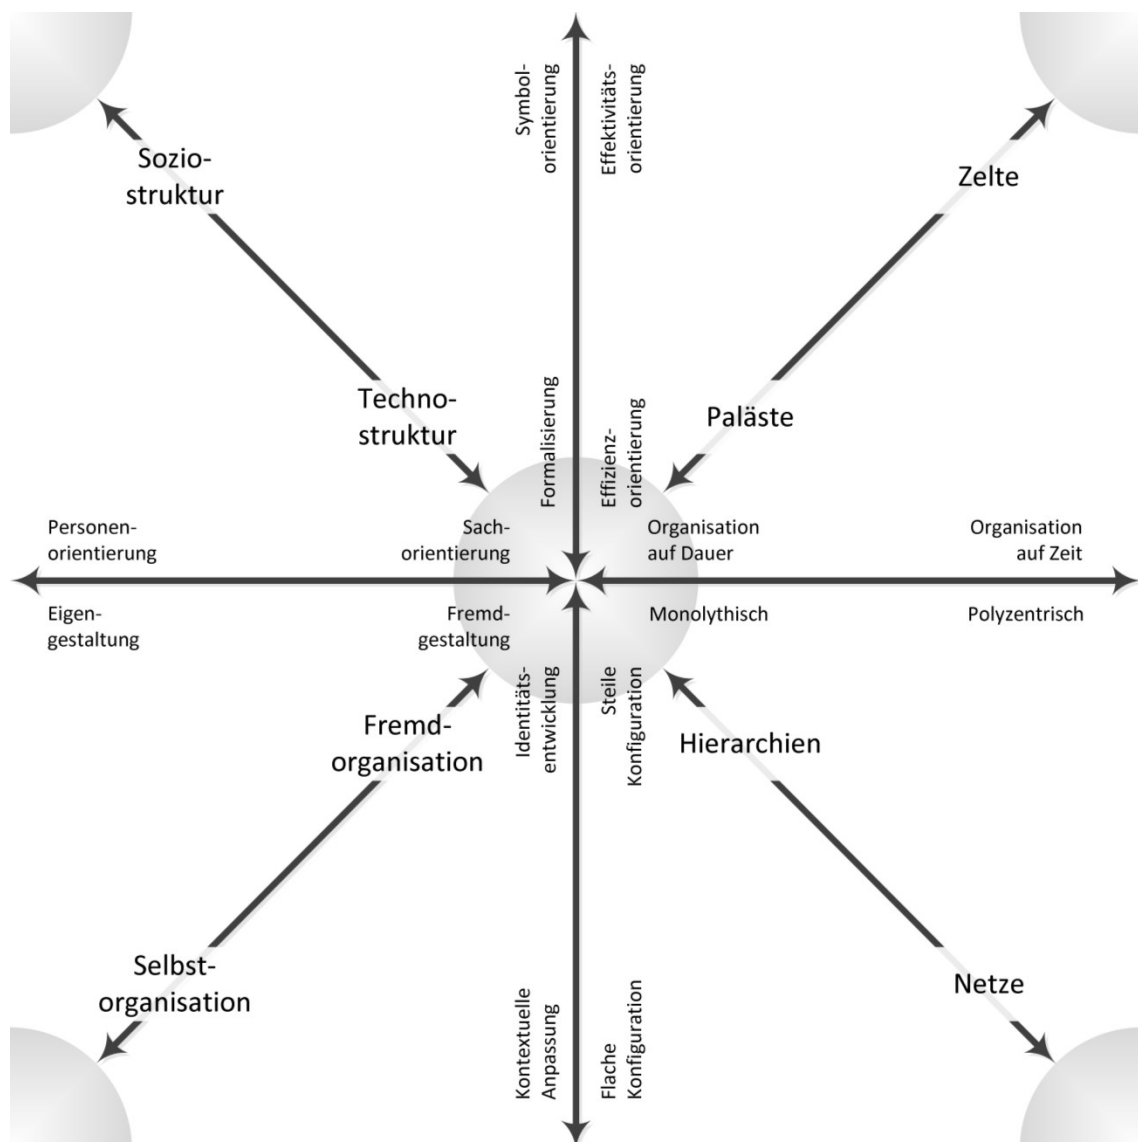 Symbol-
orientierung
Effektivitäts-
orientierung
Sozio-
struktur
Zelte
Techno-
struktur
Formalisierung
Effizienz-
orientierung
Paläste
Personen-
orientierung
Sach-
orientierung
Organisation
auf Dauer
Organisation
auf Zeit
Eigen-
gestaltung
Fremd-
gestaltung
Monolythisch
Polyzentrisch
Identitäts-
entwicklung
Steile
Konfiguration
Fremd-
organisation
Hierarchien
Selbst-
organisation
Kontextuelle
Anpassung
Flache
Konfiguration
Netze